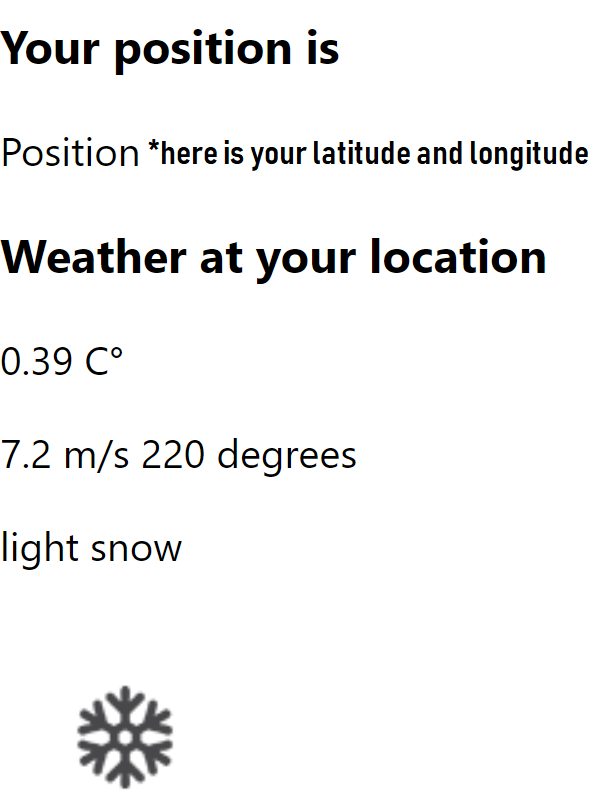 Your position is
Position *here is your latitude and longitude
Weather at your location
0.39 C°
7.2 m/s 220 degrees
light snow